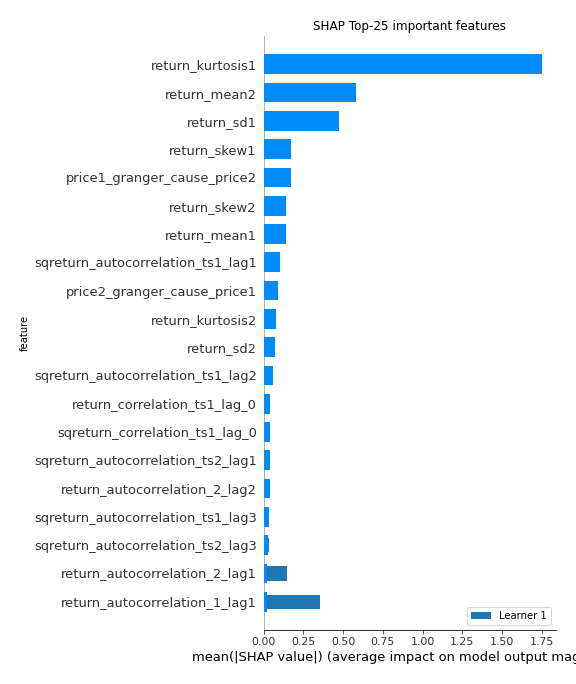 SHAP Top-25 important features
return_kurtosis1
return_mean2
return_sd1
return_skew1
price1_granger_cause_price2
return_skew2
return_mean1
sqreturn_autocorrelation_ts1_lag1
price2_granger_cause_price1
return_kurtosis2
return_sd2
sqreturn_autocorrelation_ts1_lag2
return_correlation_ts1_lag_0
sqreturn_correlation_ts1_lag_0
sqreturn_autocorrelation_ts2_lag1
return_autocorrelation_2_lag2
sqreturn_autocorrelation_ts1_lag3
sqreturn_autocorrelation_ts2_lag3
return_autocorrelation_2_lag1
return_autocorrelation_1_lag1
feature
Learner 1
0.00 0.25 0.50 0.75 1.00 1.25 1.50 1.75
mean(|SHAP value|) (average impact on model output mag